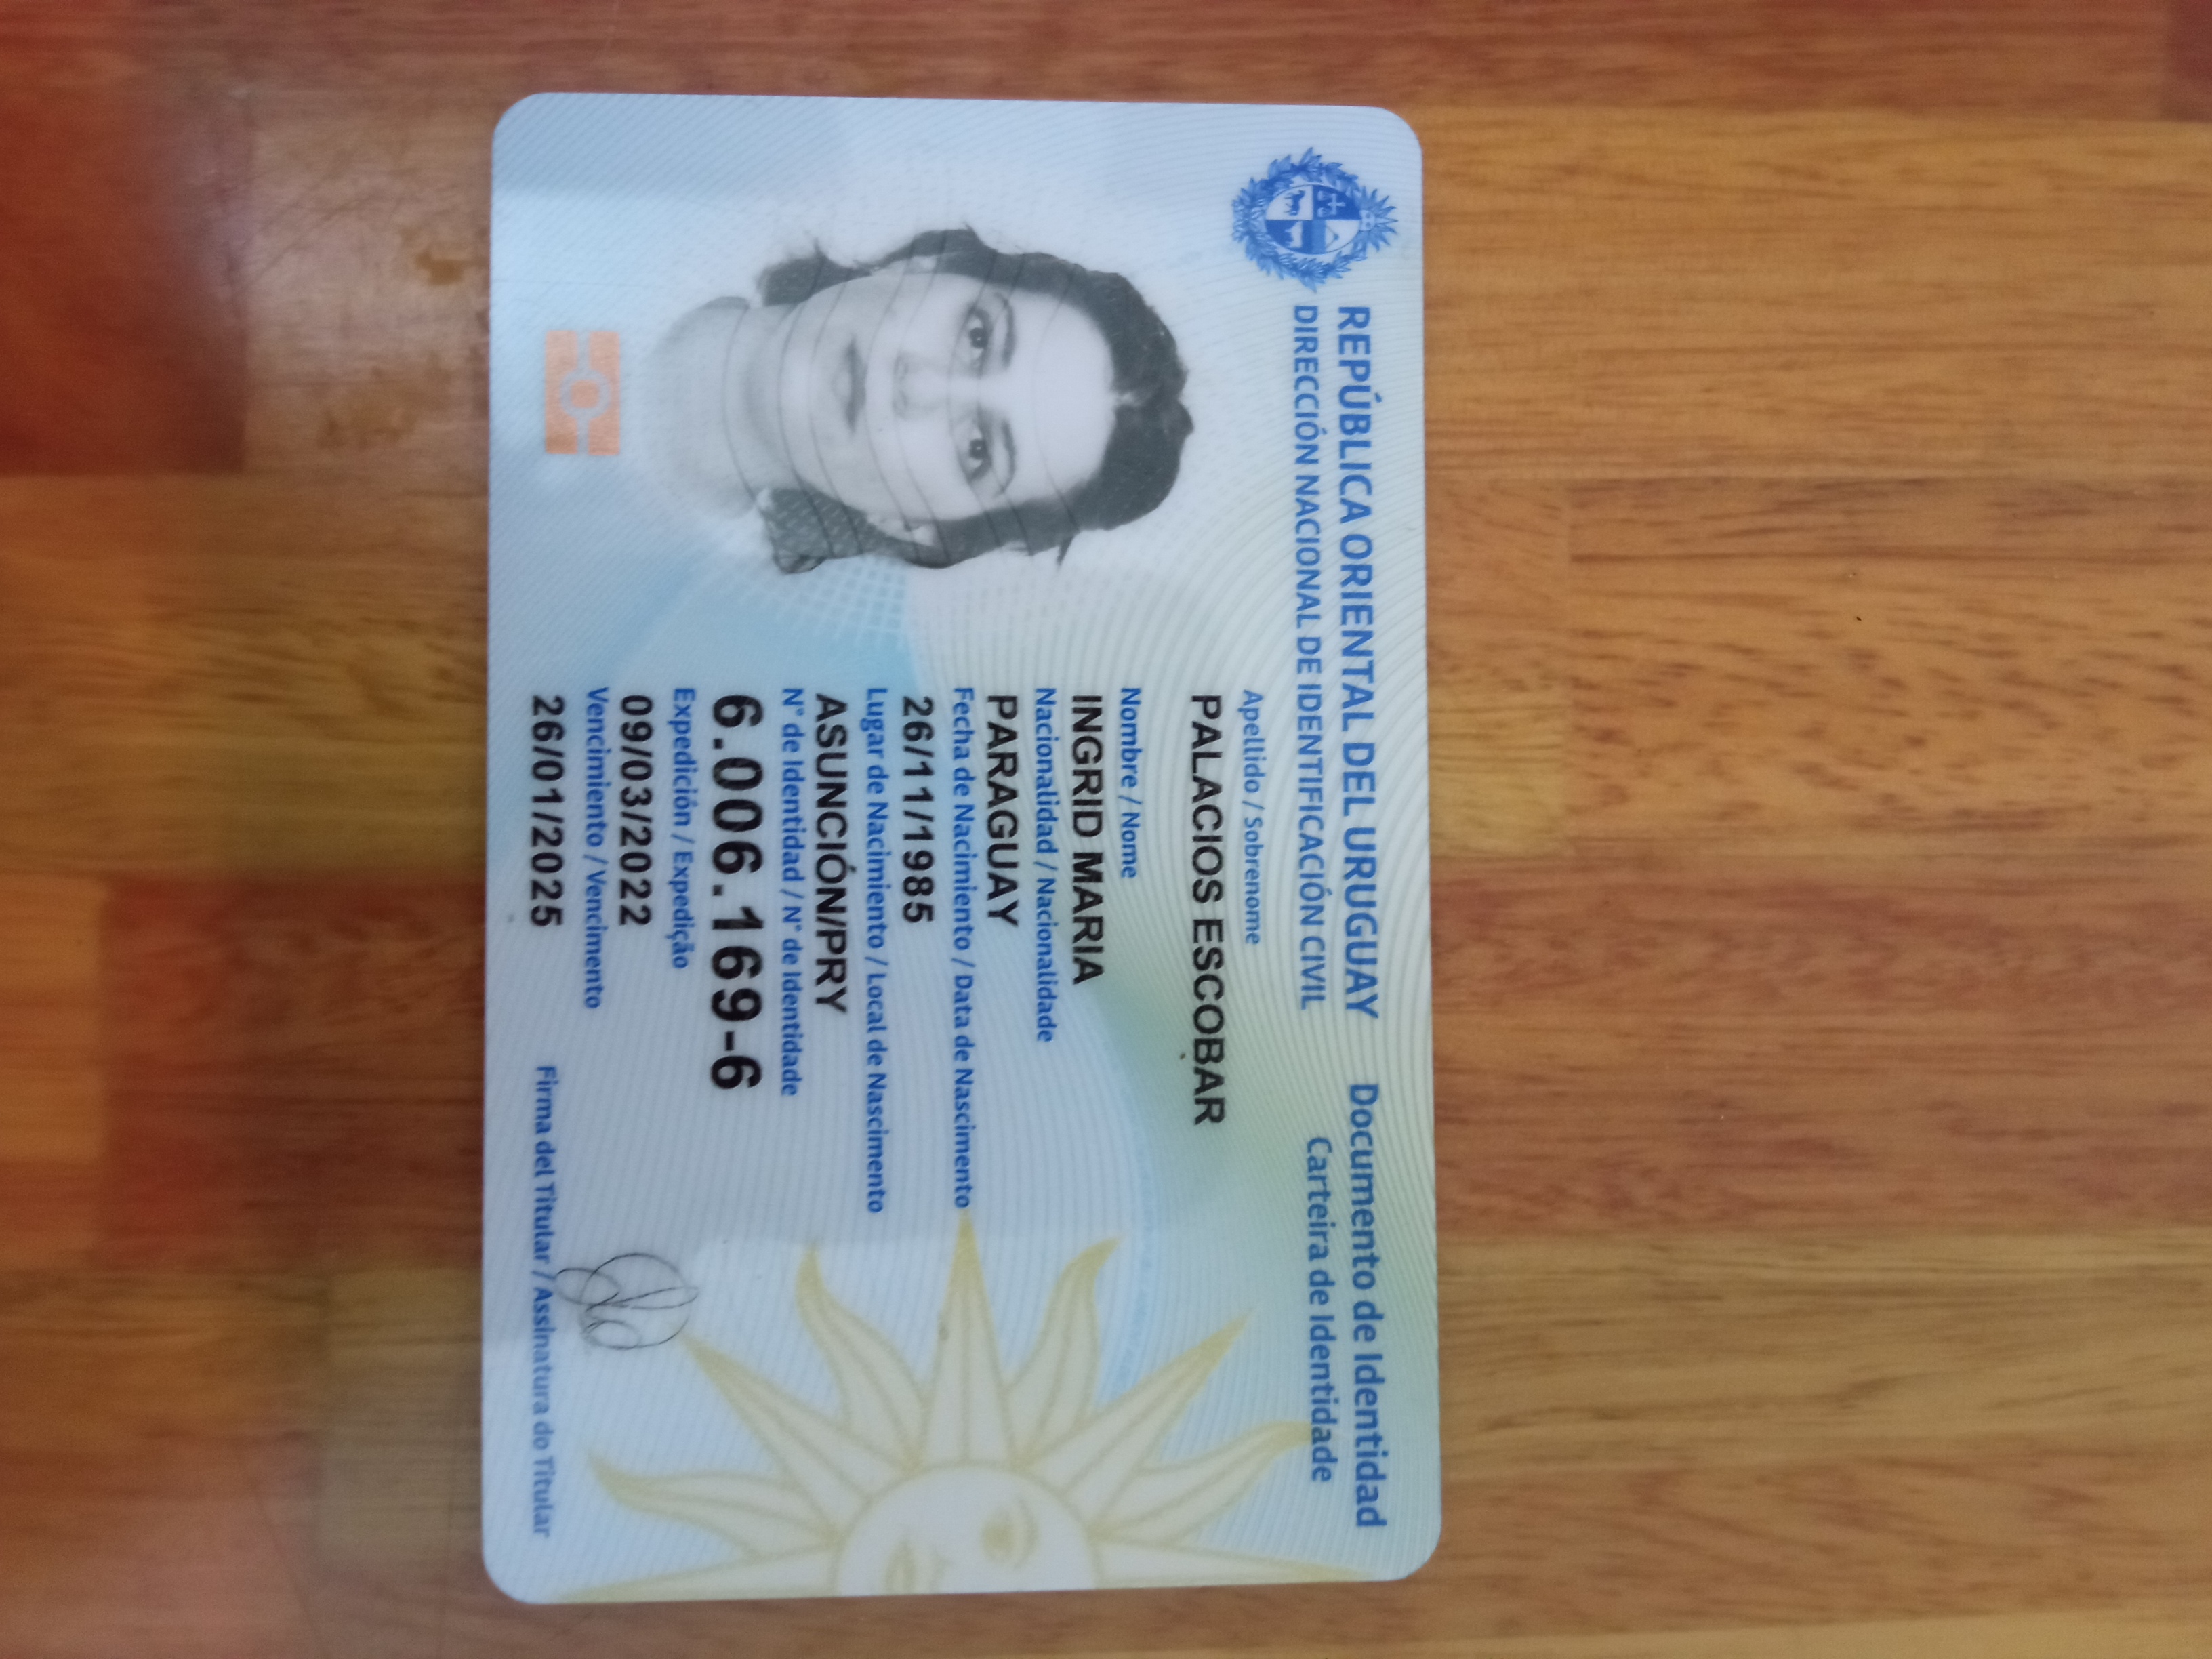 REPÚBLICA ORIENTAL DEL URUGUAY
DIRECCIÓN NACIONAL DE IDENTIFICACIÓN CIVIL
Documento de Identidad
Carteira de Identidade
Apellido / Sobrenome
PALACIOS ESCOBAR
Nombre / Nome
INGRID MARIA
Nacionalidad / Nacionalidade
PARAGUAY
Fecha de Nacimiento / Data de Nascimento
26/11/1985
Lugar de Nacimiento / Local de Nascimento
ASUNCIÓN/PRY
N° de Identidad / N° de Identidade
6.006.169-6
Expedición / Expedição
09/03/2022
Vencimiento / Vencimento
26/01/2025
Firma del Titular / Assinatura do Titular